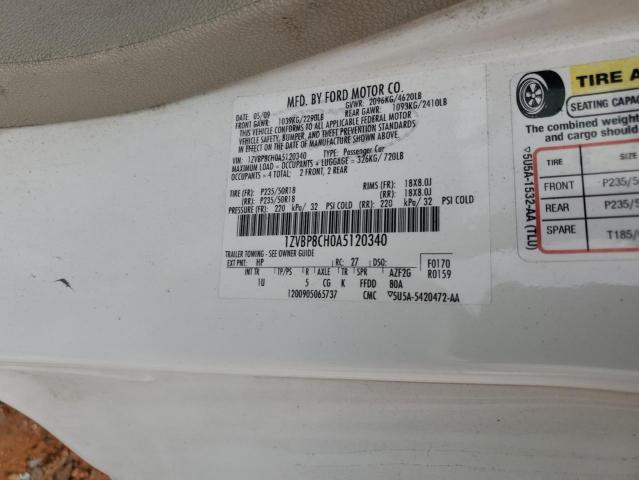 MFD. BY FORD MOTOR CO.
DATE: 05/09 GVWR: 2096KG/4620LB
FRONT GAWR: 1039KG/2290LB REAR GAWR: 1093KG/2410LB
THIS VEHICLE CONFORMS TO ALL APPLICABLE FEDERAL MOTOR
VEHICLE SAFETY, BUMPER, AND THEFT PREVENTION STANDARDS
IN EFFECT ON THE DATE OF MANUFACTURE SHOWN ABOVE.
VIN: 1ZVBP8CH0A5120340 TYPE: Passenger Car
MAXIMUM LOAD = OCCUPANTS + LUGGAGE = 326KG/720LB
OCCUPANTS = 4 TOTAL: 2 FRONT, 2 REAR
TIRE (FR): P235/50R18 RIMS (FR): 18X8.0J
(RR): P235/50R18 (RR): 18X8.0J
PRESSURE (FR): 220 kPa/ 32 PSI COLD (RR): 220 kPa/ 32 PSI COLD
1ZVBP8CH0A5120340
TRAILER TOWING - SEE OWNER GUIDE
EXT PNT: HP RC: 27 DSO: F0170
INT TR TP/PS R AXLE TR SPR AZF2G R0159
1U 5 CG K FFDD 80A
1200905065737 CMC ▽5U5A-5420472-AA
TIRE A
SEATING CAPAC
The combined weight
and cargo should
TIRE SIZE
FRONT P235/50
REAR P235/5
SPARE T185/
▽5U5A-1532-AA (TLU)